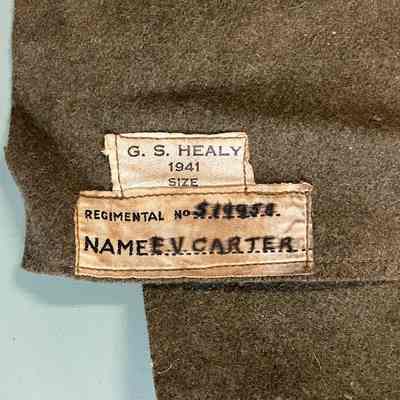 G. S. HEALY
1941
SIZE
REGIMENTAL No
NAME E.V. CARTER